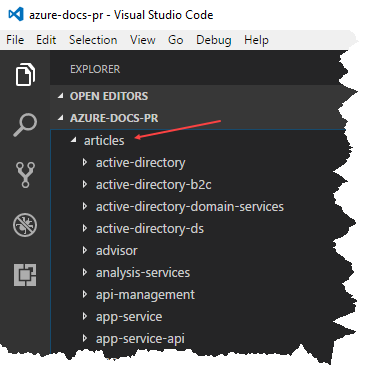 azure-docs-pr - Visual Studio Code
File Edit Selection View Go Debug Help
EXPLORER
OPEN EDITORS
AZURE-DOCS-PR
articles
active-directory
active-directory-b2c
active-directory-domain-services
active-directory-ds
advisor
analysis-services
api-management
app-service
app-service-api